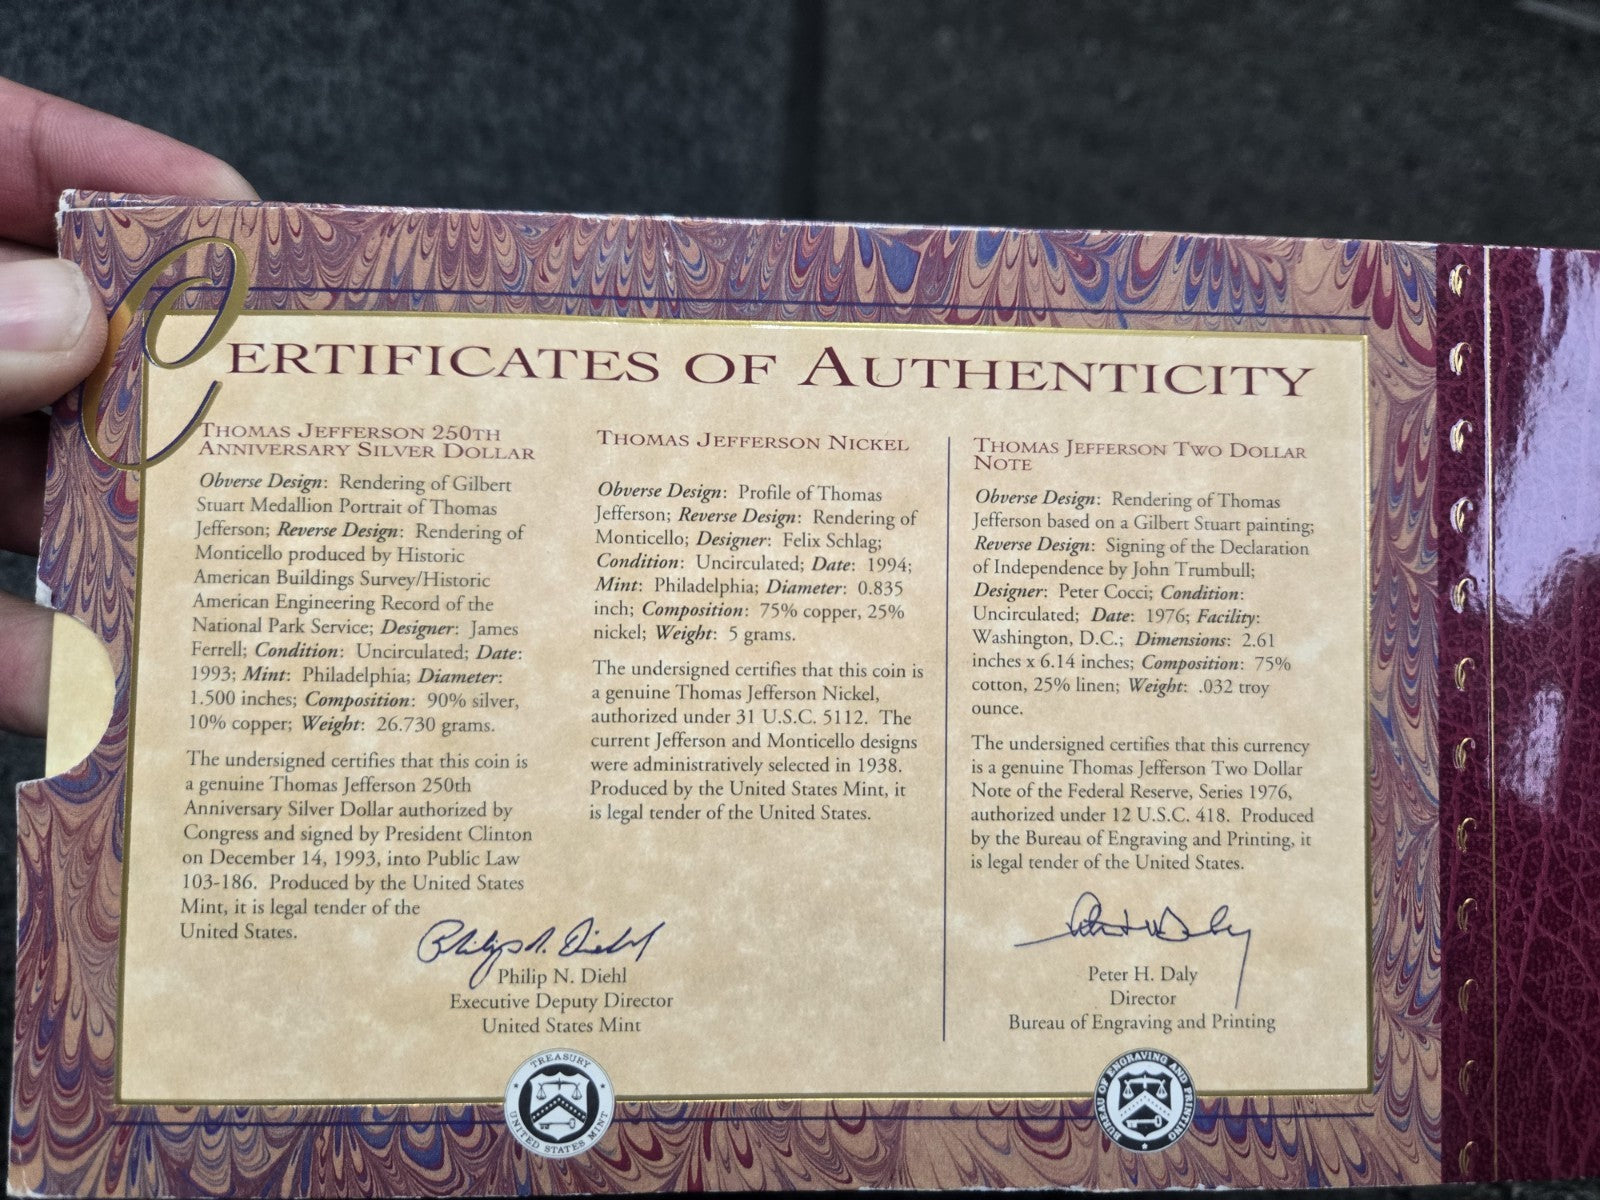 CERTIFICATES OF AUTHENTICITY
THOMAS JEFFERSON 250TH
ANNIVERSARY SILVER DOLLAR
Obverse Design: Rendering of Gilbert
Stuart Medallion Portrait of Thomas
Jefferson; Reverse Design: Rendering of
Monticello produced by Historic
American Buildings Survey/Historic
American Engineering Record of the
National Park Service; Designer: James
Ferrell; Condition: Uncirculated; Date:
1993; Mint: Philadelphia; Diameter:
1.500 inches; Composition: 90% silver,
10% copper; Weight: 26.730 grams.
The undersigned certifies that this coin is
a genuine Thomas Jefferson 250th
Anniversary Silver Dollar authorized by
Congress and signed by President Clinton
on December 14, 1993, into Public Law
103-186. Produced by the United States
Mint, it is legal tender of the
United States.
THOMAS JEFFERSON NICKEL
Obverse Design: Profile of Thomas
Jefferson; Reverse Design: Rendering of
Monticello; Designer: Felix Schlag;
Condition: Uncirculated; Date: 1994;
Mint: Philadelphia; Diameter: 0.835
inch; Composition: 75% copper, 25%
nickel; Weight: 5 grams.
The undersigned certifies that this coin is
a genuine Thomas Jefferson Nickel,
authorized under 31 U.S.C. 5112. The
current Jefferson and Monticello designs
were administratively selected in 1938.
Produced by the United States Mint, it
is legal tender of the United States.
Philip N. Diehl
Philip N. Diehl
Executive Deputy Director
United States Mint
TREASURY
UNITED STATES MINT
THOMAS JEFFERSON TWO DOLLAR
NOTE
Obverse Design: Rendering of Thomas
Jefferson based on a Gilbert Stuart painting;
Reverse Design: Signing of the Declaration
of Independence by John Trumbull;
Designer: Peter Cocci; Condition:
Uncirculated; Date: 1976; Facility:
Washington, D.C.; Dimensions: 2.61
inches x 6.14 inches; Composition: 75%
cotton, 25% linen; Weight: .032 troy
ounce.
The undersigned certifies that this currency
is a genuine Thomas Jefferson Two Dollar
Note of the Federal Reserve, Series 1976,
authorized under 12 U.S.C. 418. Produced
by the Bureau of Engraving and Printing, it
is legal tender of the United States.
Peter H. Daly
Peter H. Daly
Director
Bureau of Engraving and Printing
BUREAU OF ENGRAVING AND PRINTING